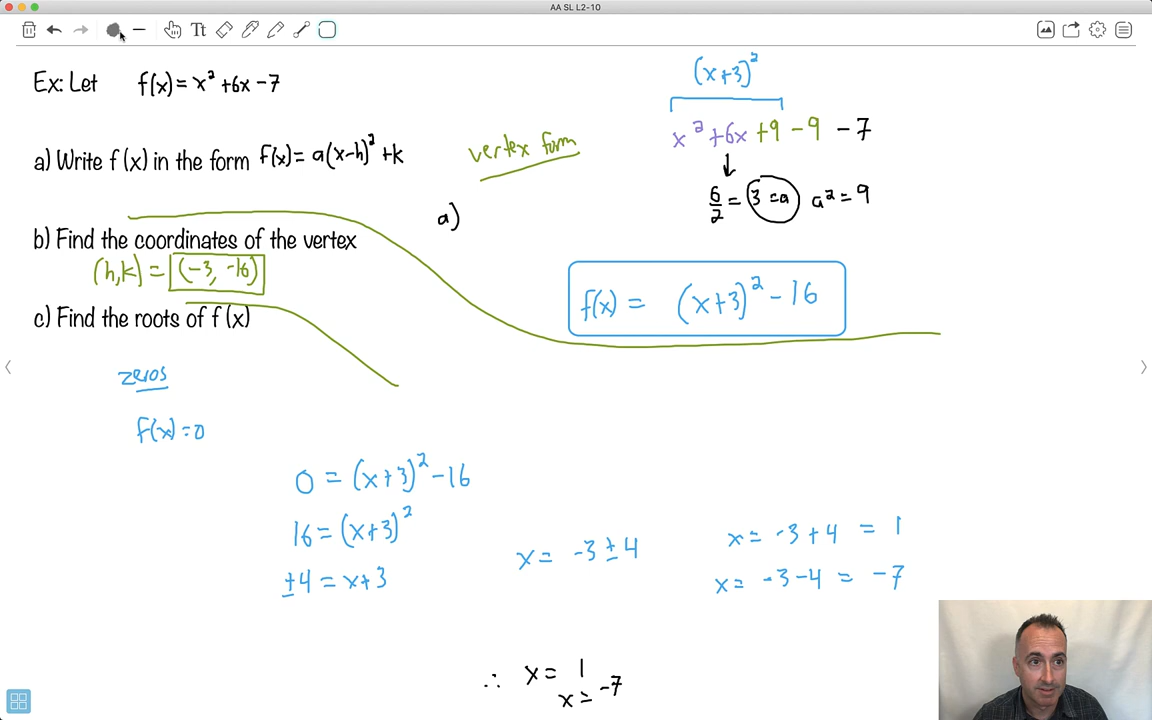 AA SL L2-10
Tt
Ex: Let f(x) = x² +6x -7
(x+3)²
x² +6x +9 -9 -7
a) Write f(x) in the form f(x) = a(x-h)² +k
vertex form
6/2 = 3 =a a² = 9
a)
b) Find the coordinates of the vertex
(h,k) = (-3, -16)
f(x) = (x+3)² -16
c) Find the roots of f(x)
zeros
f(x) =0
0 = (x+3)² -16
16 = (x+3)²
±4 = x+3
x = -3 ± 4
x = -3 + 4 = 1
x = -3 - 4 = -7
∴ x = 1
x = -7